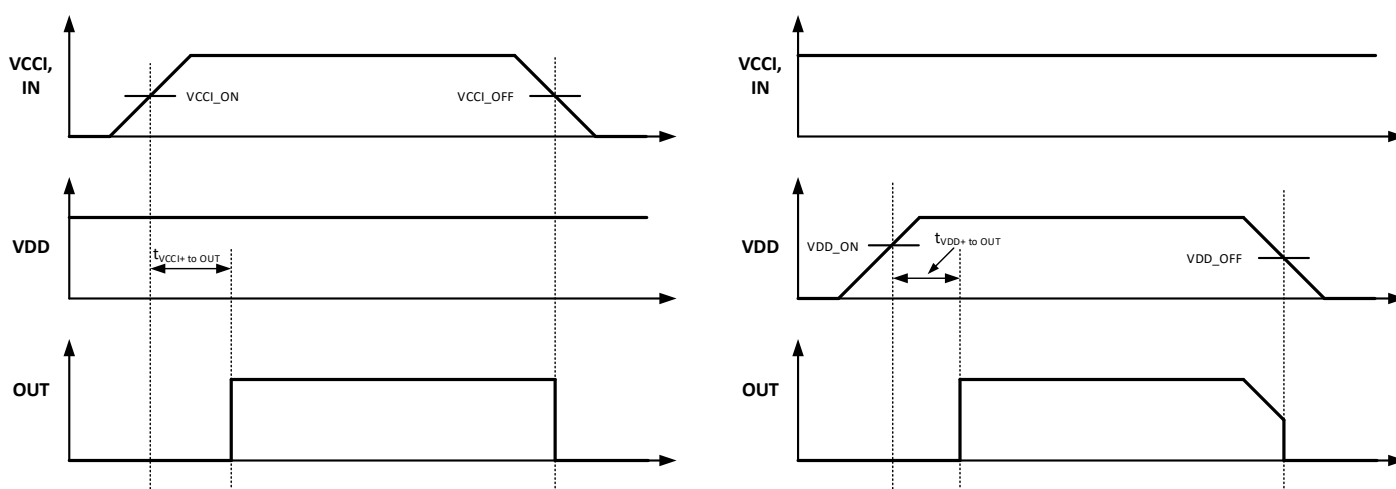 VCCI,
IN
VCCI_ON
VCCI_OFF
VDD
tVCCI+ to OUT
OUT
VCCI,
IN
VDD
VDD_ON
tVDD+ to OUT
VDD_OFF
OUT